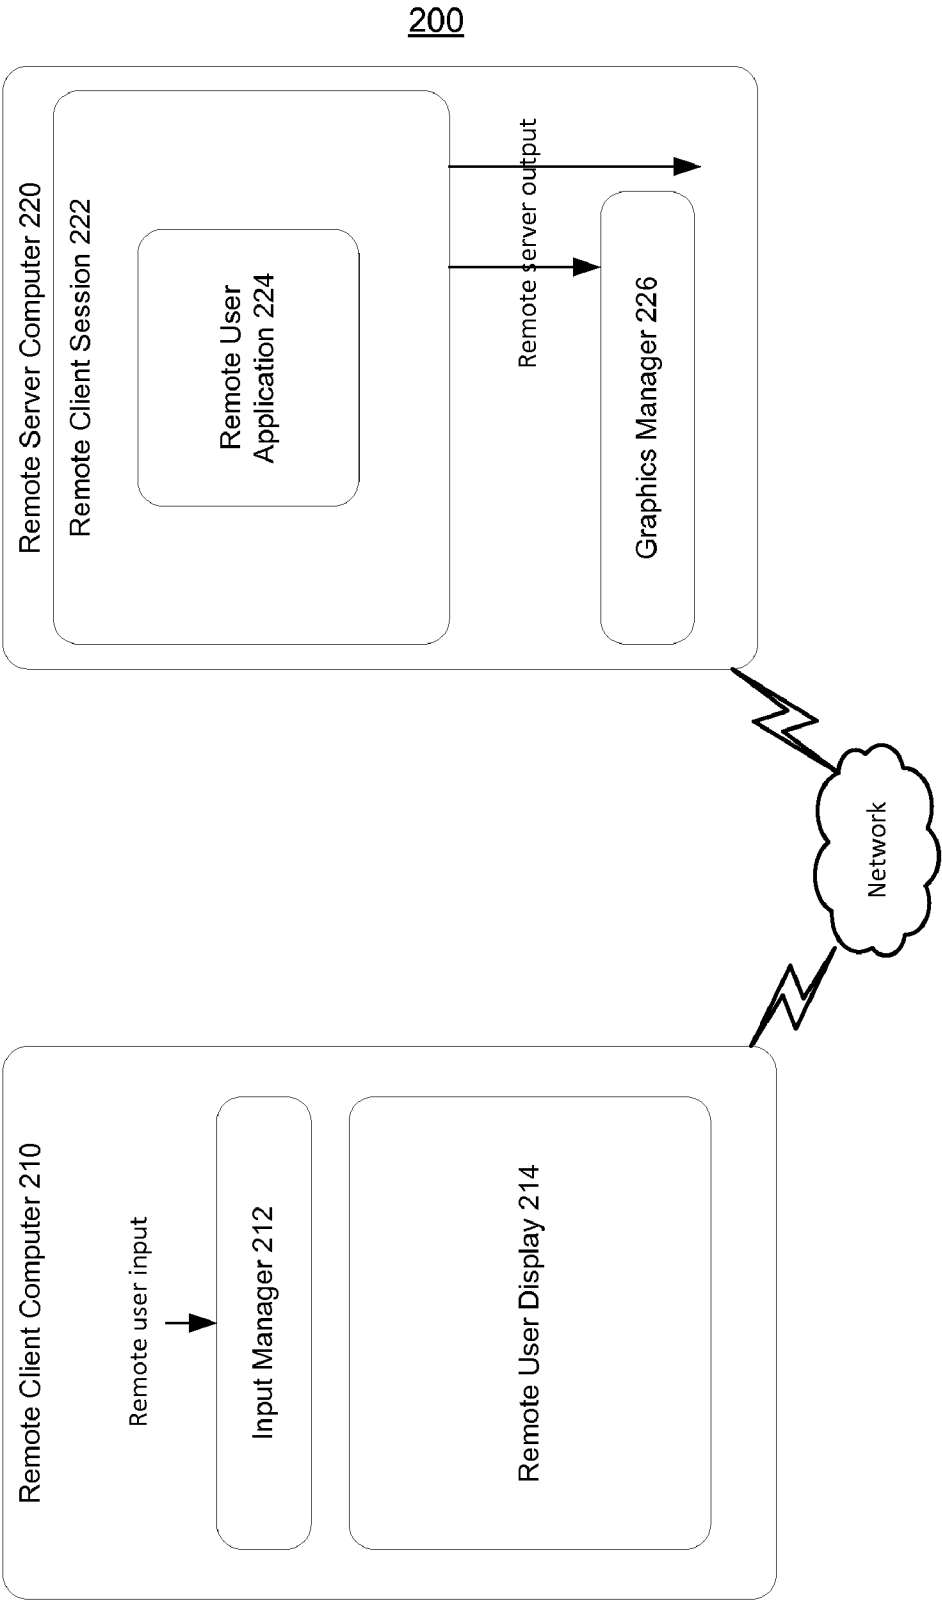 200
Remote Client Computer 210
Remote user input
Input Manager 212
Remote User Display 214
Network
Remote Server Computer 220
Remote Client Session 222
Remote User
Application 224
Remote server output
Graphics Manager 226